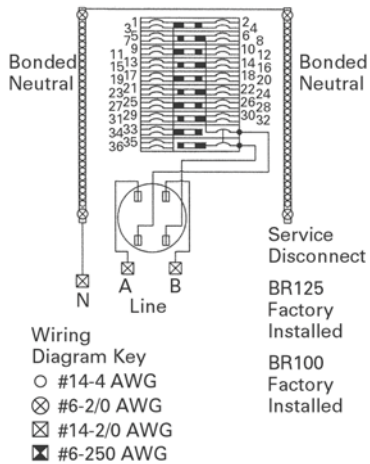 1 2
3 4
5 6
7 8
9 10
11 12
13 14
15 16
17 18
19 20
21 22
23 24
25 26
27 28
29 30
31 32
33
34
35
36
Bonded
Neutral
Bonded
Neutral
N
A
B
Line
Service
Disconnect
BR125
Factory
Installed
BR100
Factory
Installed
Wiring
Diagram Key
#14-4 AWG
#6-2/0 AWG
#14-2/0 AWG
#6-250 AWG